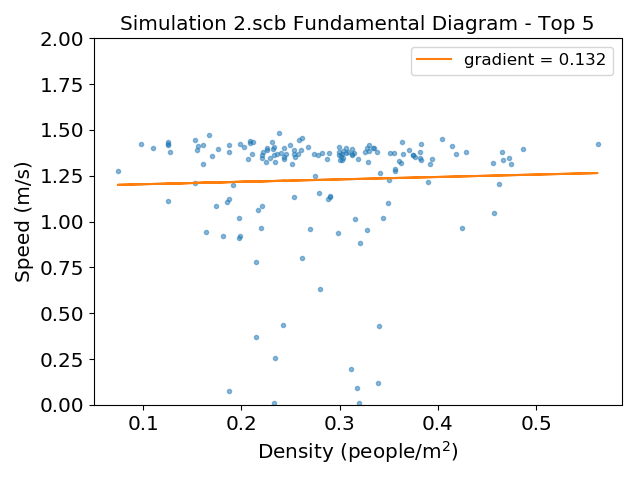 Simulation 2.scb Fundamental Diagram - Top 5
gradient = 0.132
2.00
1.75
1.50
1.25
1.00
0.75
0.50
0.25
0.00
Speed (m/s)
0.1 0.2 0.3 0.4 0.5
Density (people/m²)